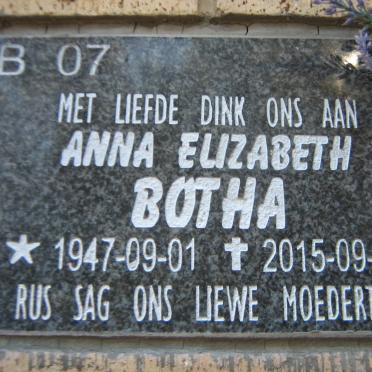 B 07
MET LIEFDE DINK ONS AAN
ANNA ELIZABETH
BOTHA
★ 1947-09-01 ✝ 2015-09-
RUS SAG ONS LIEWE MOEDERT